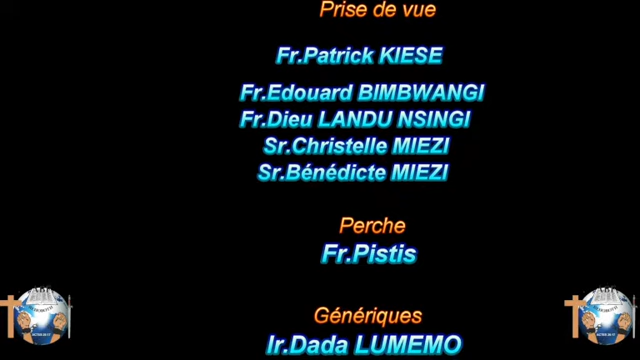 Prise de vue
Fr.Patrick KIESE
Fr.Edouard BIMBWANGI
Fr.Dieu LANDU NSINGI
Sr.Christelle MIEZI
Sr.Bénédicte MIEZI
Perche
Fr.Pistis
Génériques
Ir.Dada LUMEMO